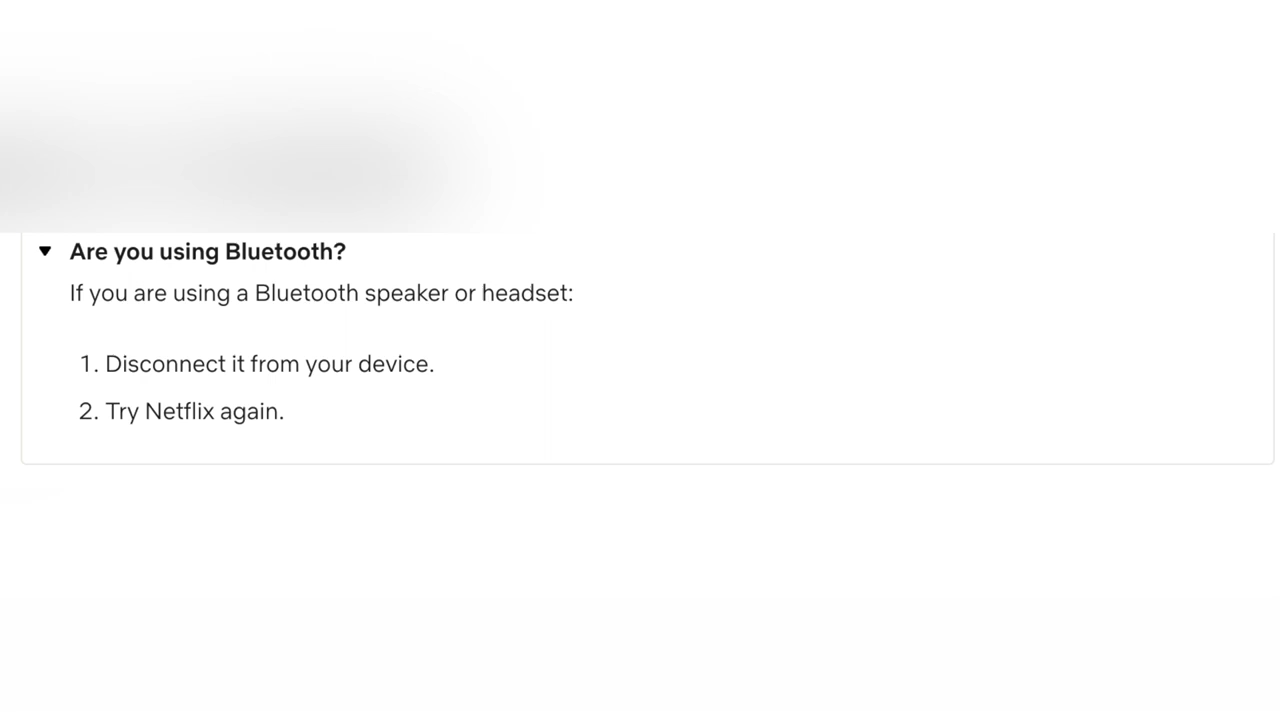 Are you using Bluetooth?
If you are using a Bluetooth speaker or headset:
1. Disconnect it from your device.
2. Try Netflix again.